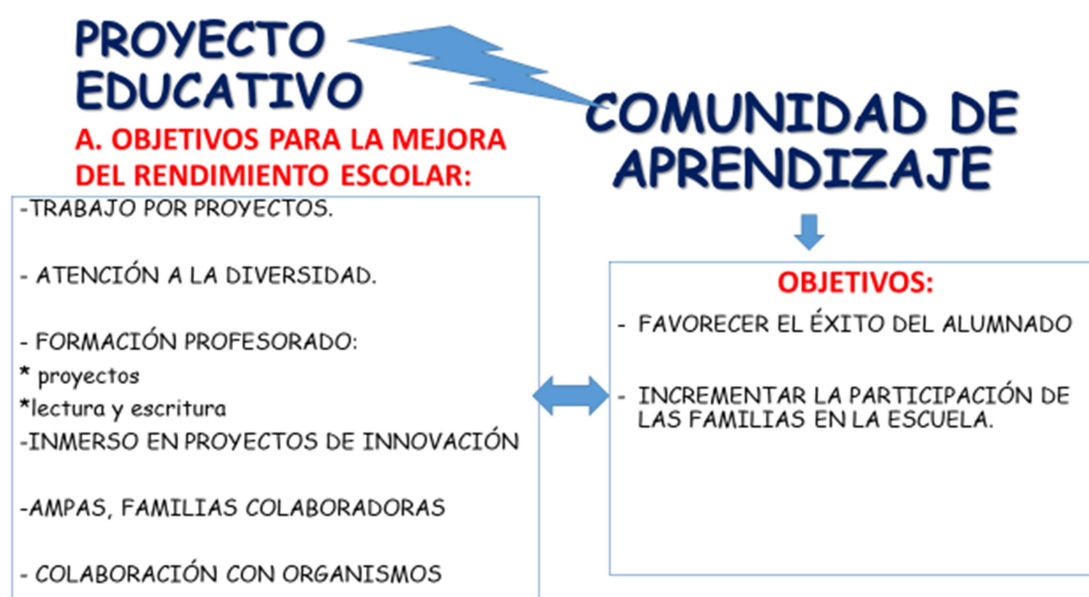 PROYECTO
EDUCATIVO
A. OBJETIVOS PARA LA MEJORA
DEL RENDIMIENTO ESCOLAR:
-TRABAJO POR PROYECTOS.
- ATENCIÓN A LA DIVERSIDAD.
- FORMACIÓN PROFESORADO:
* proyectos
*lectura y escritura
-INMERSO EN PROYECTOS DE INNOVACIÓN
-AMPAS, FAMILIAS COLABORADORAS
- COLABORACIÓN CON ORGANISMOS
COMUNIDAD DE
APRENDIZAJE
OBJETIVOS:
- FAVORECER EL ÉXITO DEL ALUMNADO
- INCREMENTAR LA PARTICIPACIÓN DE
LAS FAMILIAS EN LA ESCUELA.